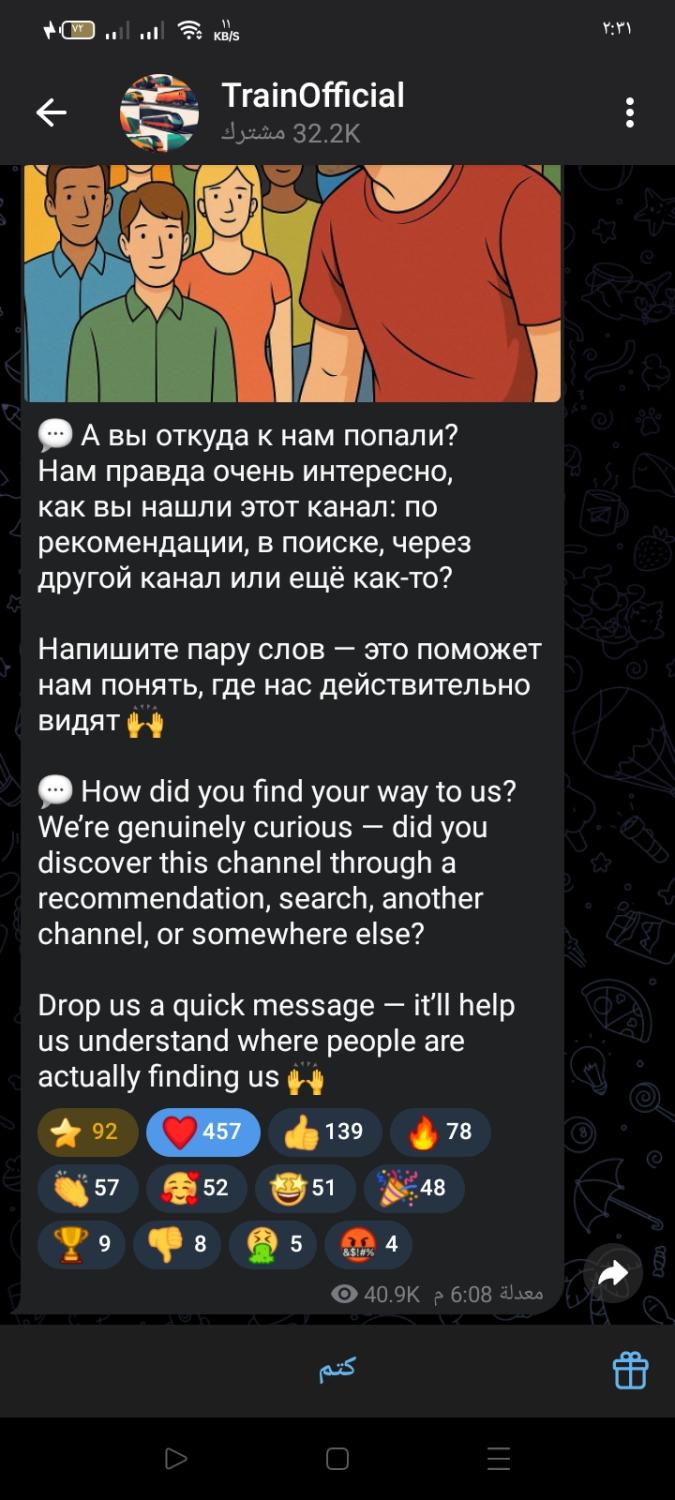 ٧٢
١١
KB/S
٢:٣١
TrainOfficial
32.2K مشترك
💬 А вы откуда к нам попали?
Нам правда очень интересно,
как вы нашли этот канал: по
рекомендации, в поиске, через
другой канал или ещё как-то?
Напишите пару слов — это поможет
нам понять, где нас действительно
видят 🙌
💬 How did you find your way to us?
We’re genuinely curious — did you
discover this channel through a
recommendation, search, another
channel, or somewhere else?
Drop us a quick message — it’ll help
us understand where people are
actually finding us 🙌
⭐ 92 ❤️ 457 👍 139 🔥 78
👏 57 🥰 52 🤩 51 🎉 48
🏆 9 👎 8 🤮 5 🤬 4
40.9K معدلة 6:08 م
كتم